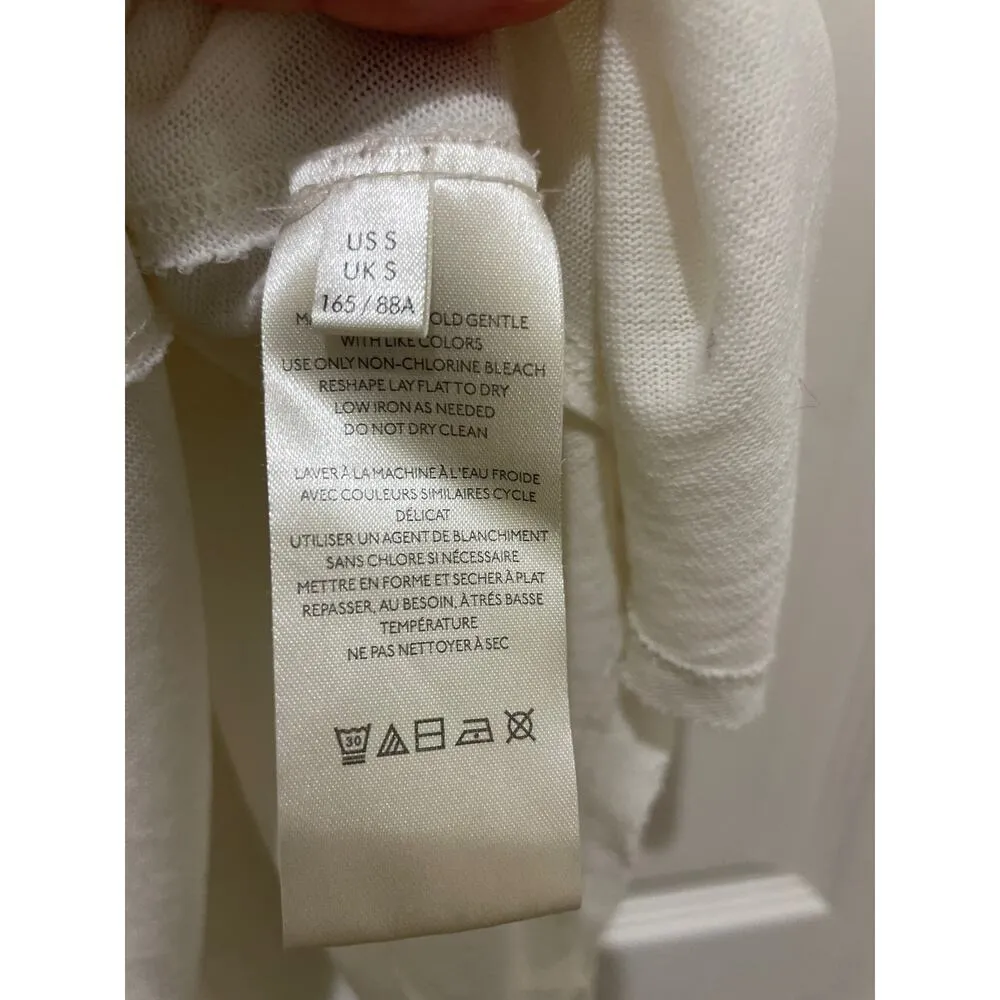 US S
UK S
165 / 88A
OLD GENTLE
WITH LIKE COLORS
USE ONLY NON-CHLORINE BLEACH
RESHAPE LAY FLAT TO DRY
LOW IRON AS NEEDED
DO NOT DRY CLEAN
LAVER À LA MACHINE À L'EAU FROIDE
AVEC COULEURS SIMILAIRES CYCLE
DÉLICAT
UTILISER UN AGENT DE BLANCHIMENT
SANS CHLORE SI NÉCESSAIRE
METTRE EN FORME ET SECHER À PLAT
REPASSER, AU BESOIN, À TRÉS BASSE
TEMPÉRATURE
NE PAS NETTOYER À SEC
30